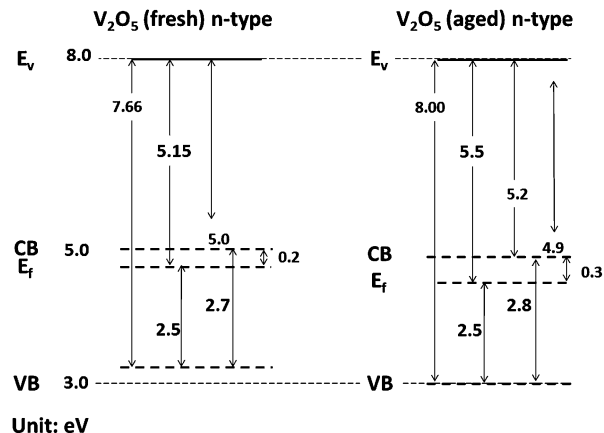 V₂O₅ (fresh) n-type
V₂O₅ (aged) n-type
Eᵥ 8.0
Eᵥ
7.66
8.00
5.15
5.5
5.2
CB 5.0
5.0
0.2
E_f
CB
4.9
0.3
E_f
2.5
2.7
2.5
2.8
VB 3.0
VB
Unit: eV